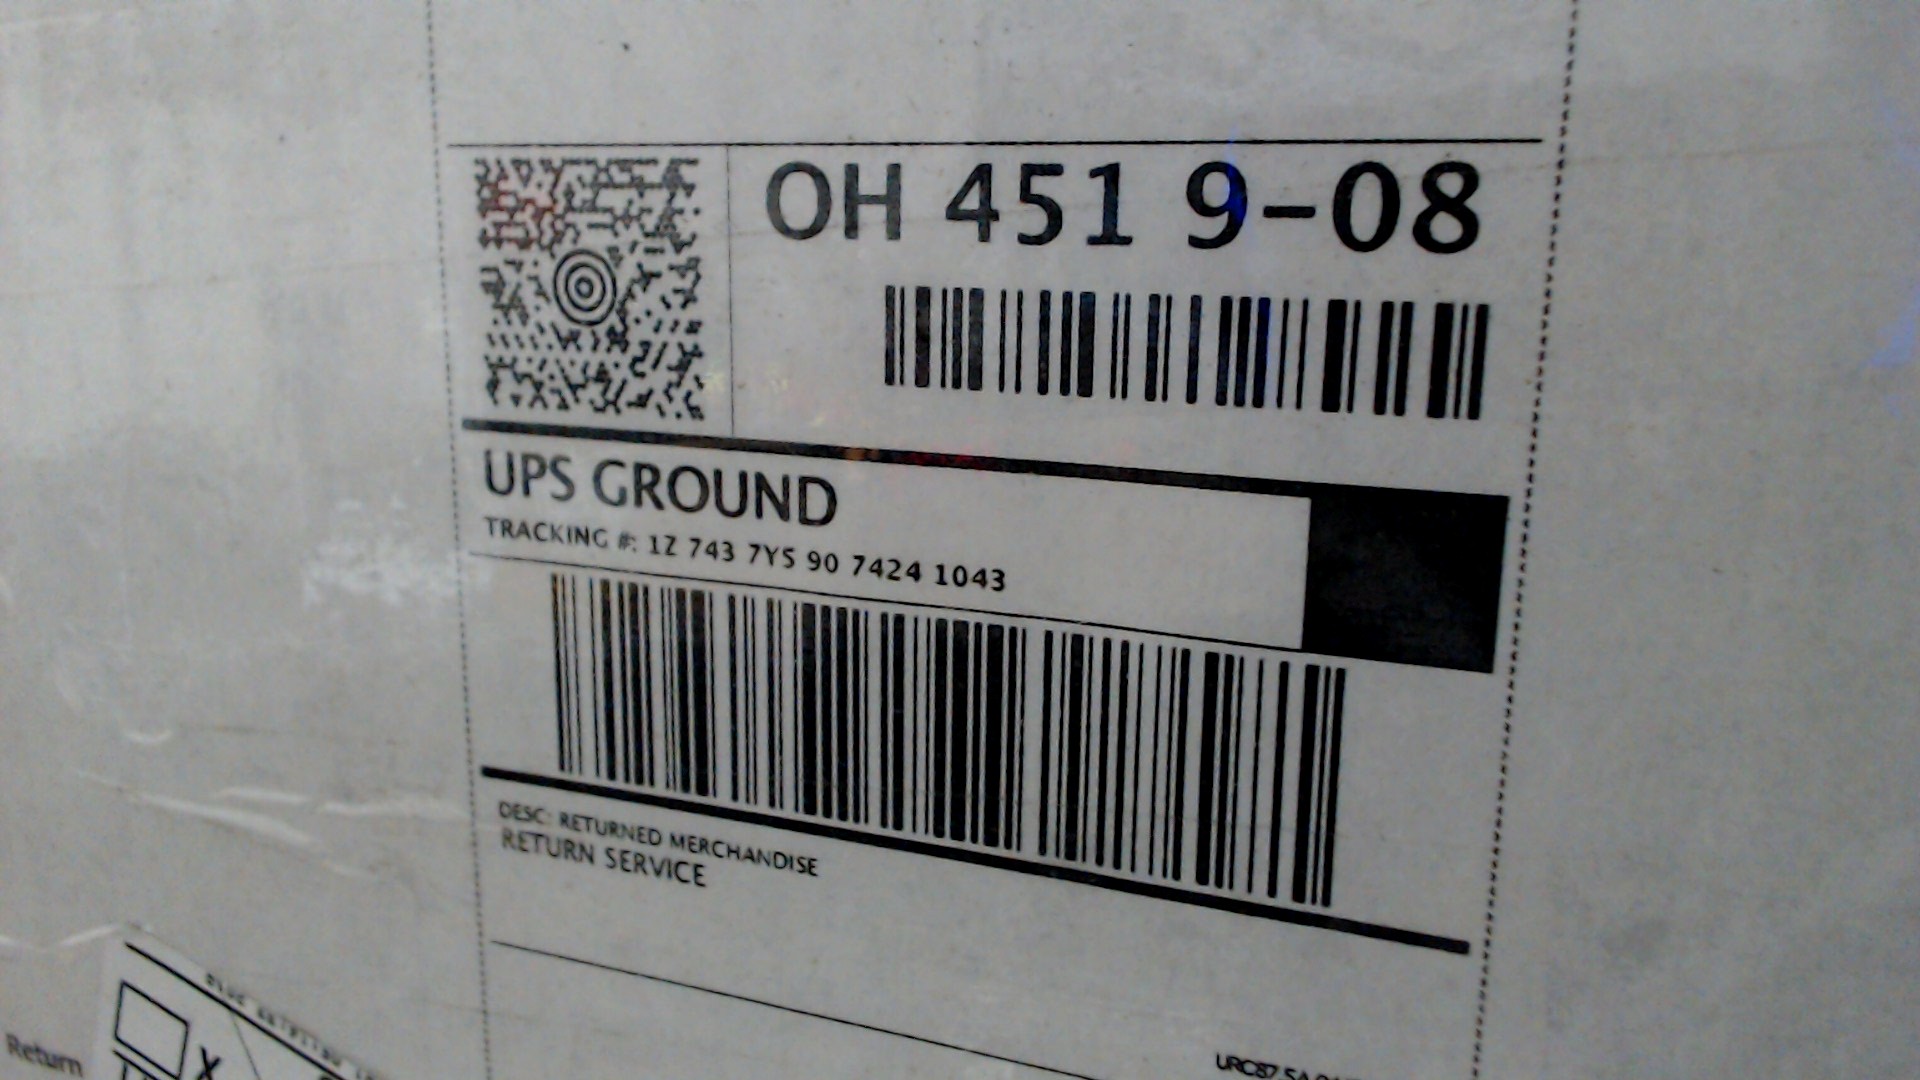 OH 451 9-08
UPS GROUND
TRACKING #: 1Z 743 7YS 90 7424 1043
DESC: RETURNED MERCHANDISE
RETURN SERVICE
Return
X